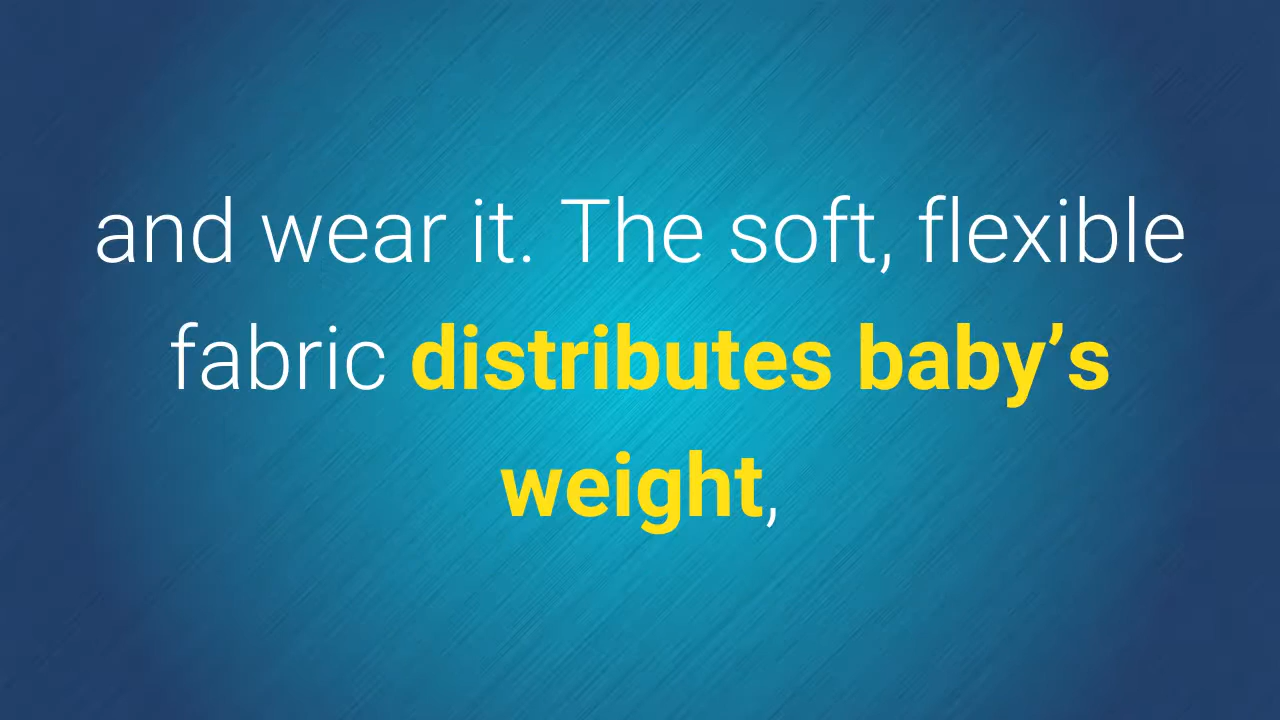 and wear it. The soft, flexible
fabric distributes baby’s
weight,